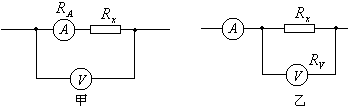 R_A R_x R_x
A A
R_V
V V
甲 乙